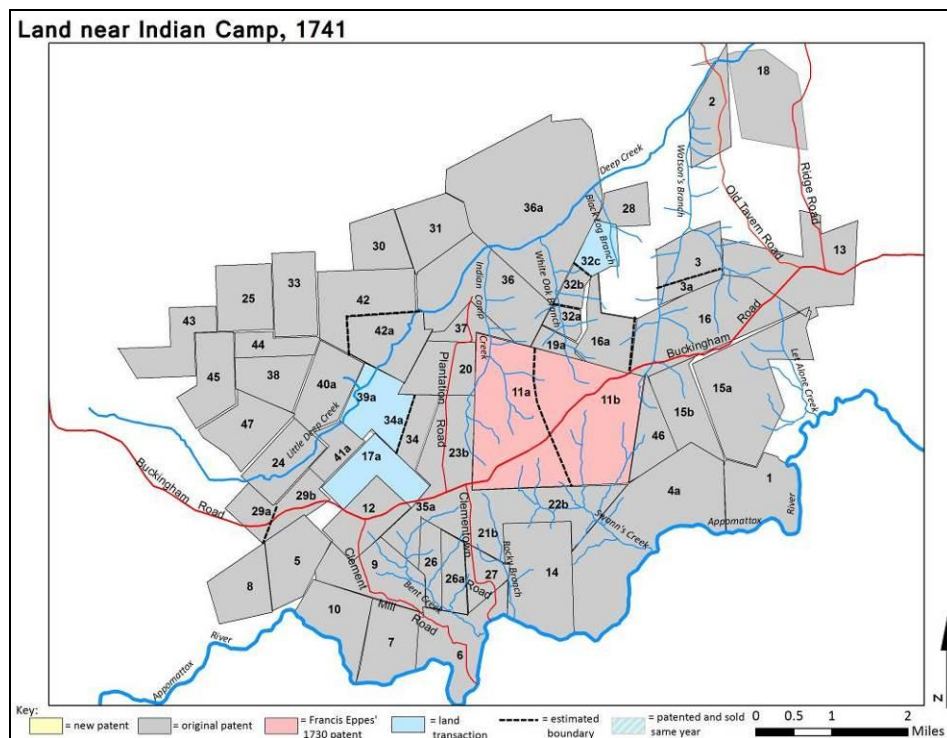 Land near Indian Camp, 1741
18
2
Deep Creek
Watson's Branch
Ridge Road
Old Tavern Road
36a
28
Black Log Branch
31
30
13
32c
3
33
25
36
White Oak Branch
32b
3a
Indian Camp Creek
42
32a
16
43
42a
37
19a
16a
Buckingham Road
44
45
38
40a
Plantation Road
20
11a
11b
15a
Let Alone Creek
39a
15b
47
34a
34
Little Deep Creek
41a
17a
23b
46
24
1
Buckingham Road
29b
29a
12
35a
Clementown Road
22b
4a
River
Swann's Creek
Appomattox
21b
5
9
26
Rocky Branch
14
8
26a
27
Clement Mill Road
Bent Creek
10
7
6
Appomattox River
N
Key:
= new patent
= original patent
= Francis Eppes' 1730 patent
= land transaction
= estimated boundary
= patented and sold same year
0 0.5 1 2
Miles